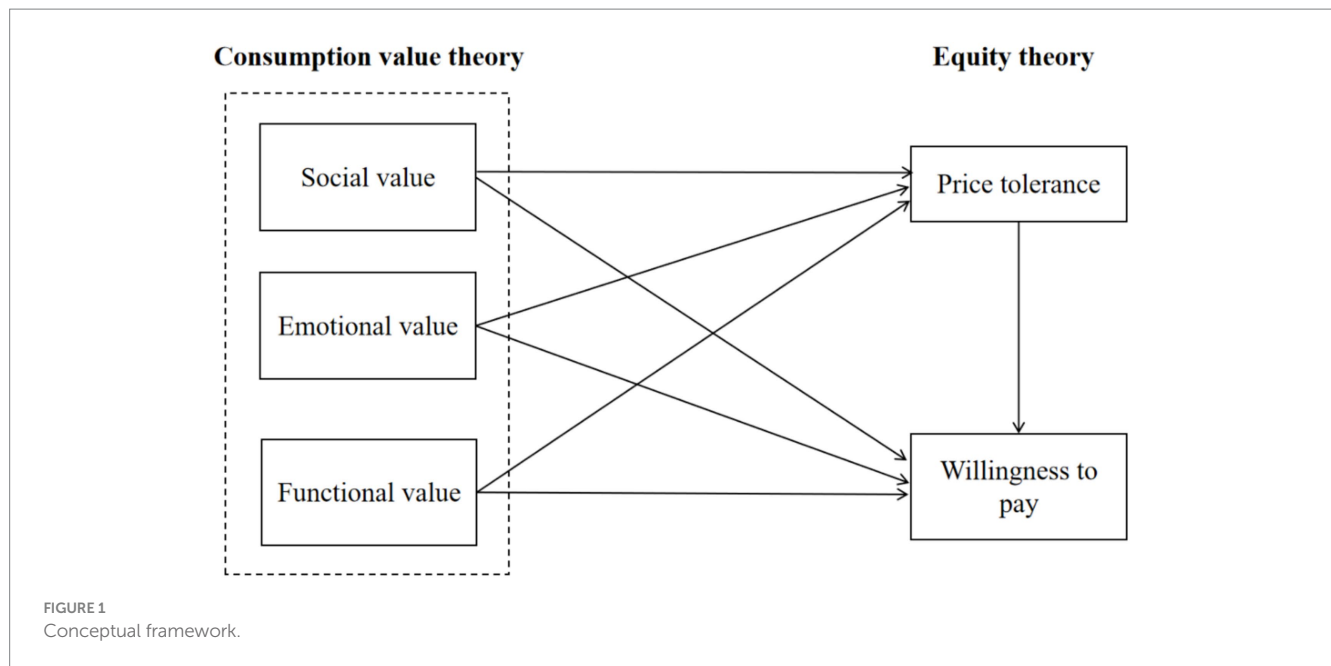 Consumption value theory
Equity theory
Social value
Price tolerance
Emotional value
Functional value
Willingness to
pay
FIGURE 1
Conceptual framework.